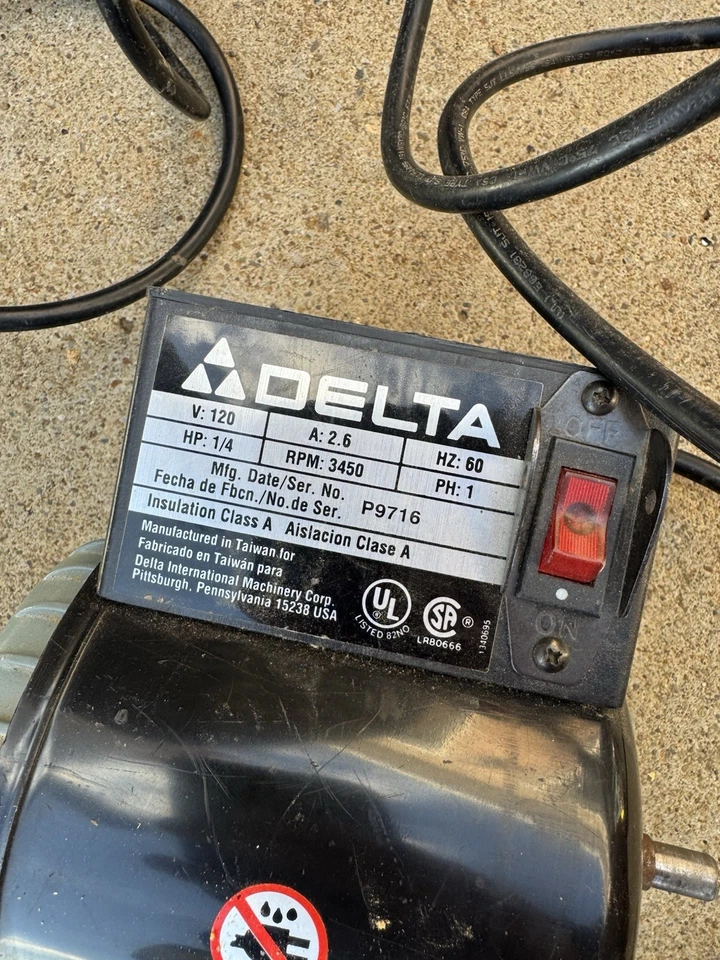 DELTA
V: 120 A: 2.6 HZ: 60
HP: 1/4 RPM: 3450 PH: 1
Mfg. Date/Ser. No.
Fecha de Fbcn./No.de Ser. P9716
Insulation Class A Aislacion Clase A
Manufactured in Taiwan for
Fabricado en Taiwán para
Delta International Machinery Corp.
Pittsburgh, Pennsylvania 15238 USA
UL ®
LISTED 82NO
SA ®
LR80666
1340695
OFF
ON